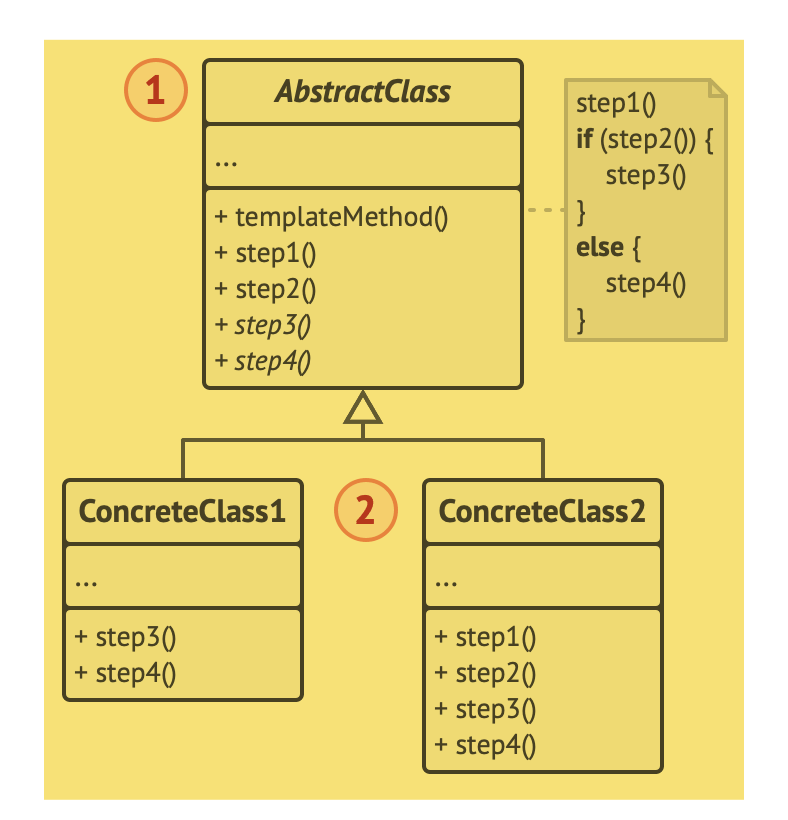 1
AbstractClass
...
+ templateMethod()
+ step1()
+ step2()
+ step3()
+ step4()
step1()
if (step2()) {
step3()
}
else {
step4()
}
ConcreteClass1
...
+ step3()
+ step4()
2
ConcreteClass2
...
+ step1()
+ step2()
+ step3()
+ step4()